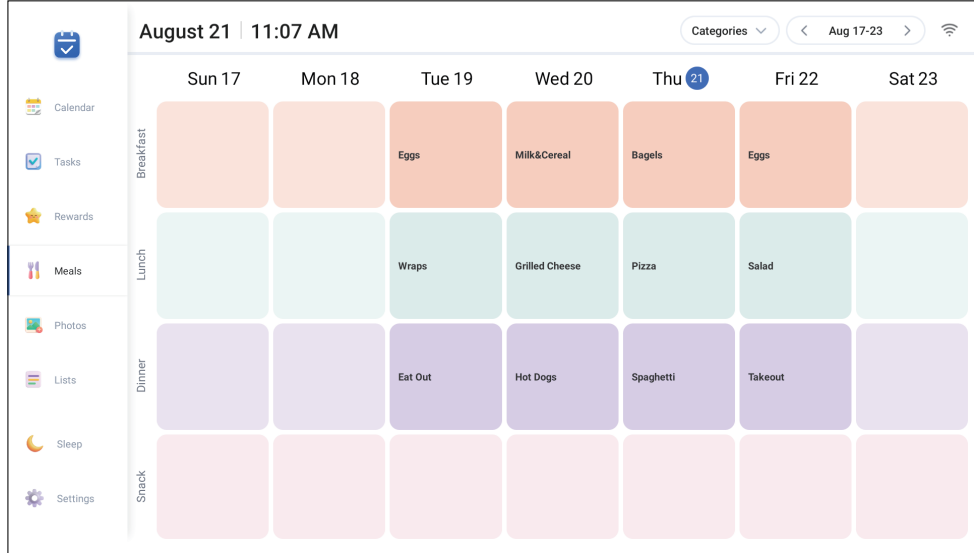 August 21 11:07 AM
Categories
Aug 17-23
Sun 17 Mon 18 Tue 19 Wed 20 Thu 21 Fri 22 Sat 23
Calendar
Tasks
Rewards
Meals
Photos
Lists
Sleep
Settings
Breakfast
Eggs Milk&Cereal Bagels Eggs
Lunch
Wraps Grilled Cheese Pizza Salad
Dinner
Eat Out Hot Dogs Spaghetti Takeout
Snack